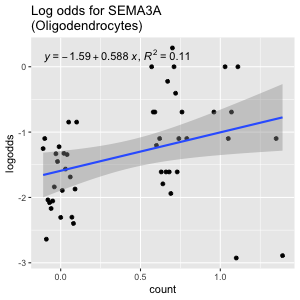 Log odds for SEMA3A
(Oligodendrocytes)
y = −1.59 + 0.588 x, R² = 0.11
0
-1
-2
-3
logodds
0.0 0.5 1.0
count